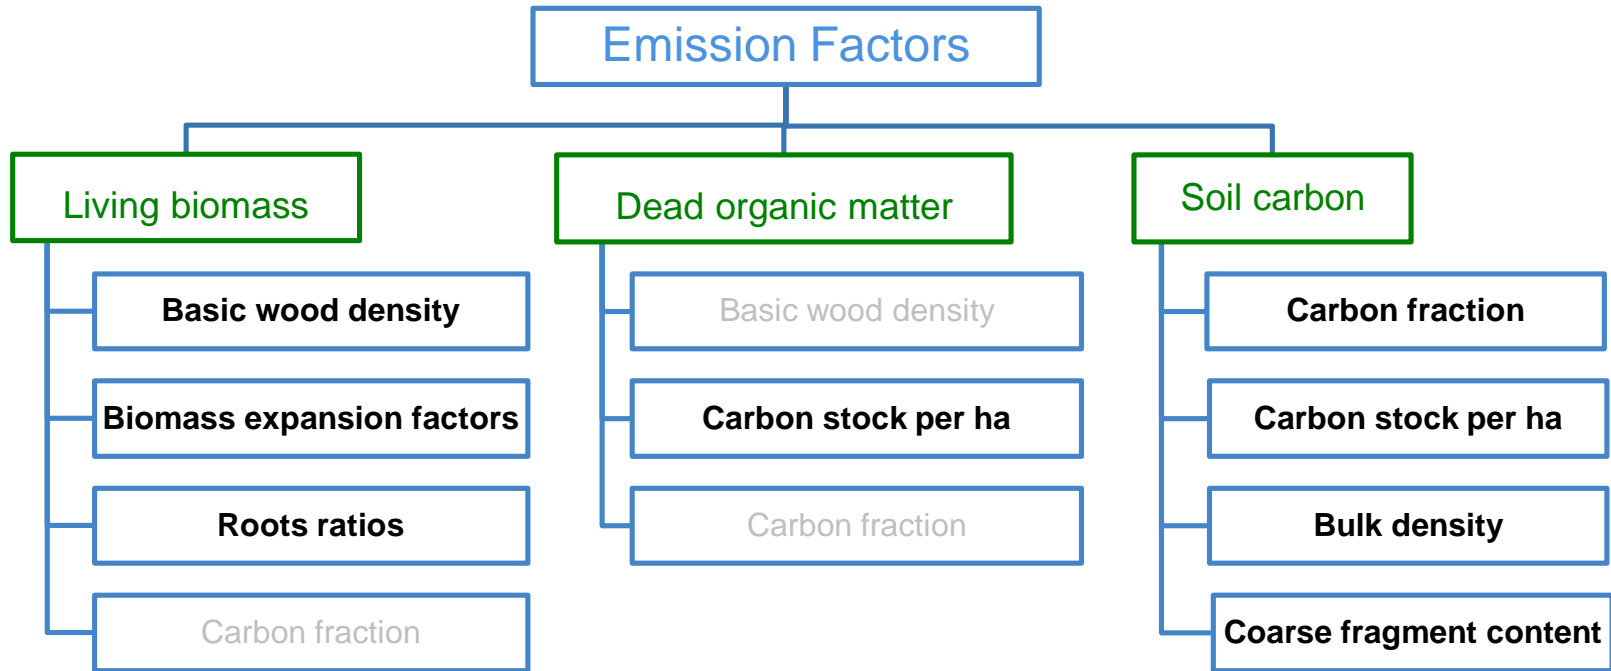 Emission Factors
Living biomass
Dead organic matter
Soil carbon
Basic wood density
Biomass expansion factors
Roots ratios
Carbon fraction
Basic wood density
Carbon stock per ha
Carbon fraction
Carbon fraction
Carbon stock per ha
Bulk density
Coarse fragment content